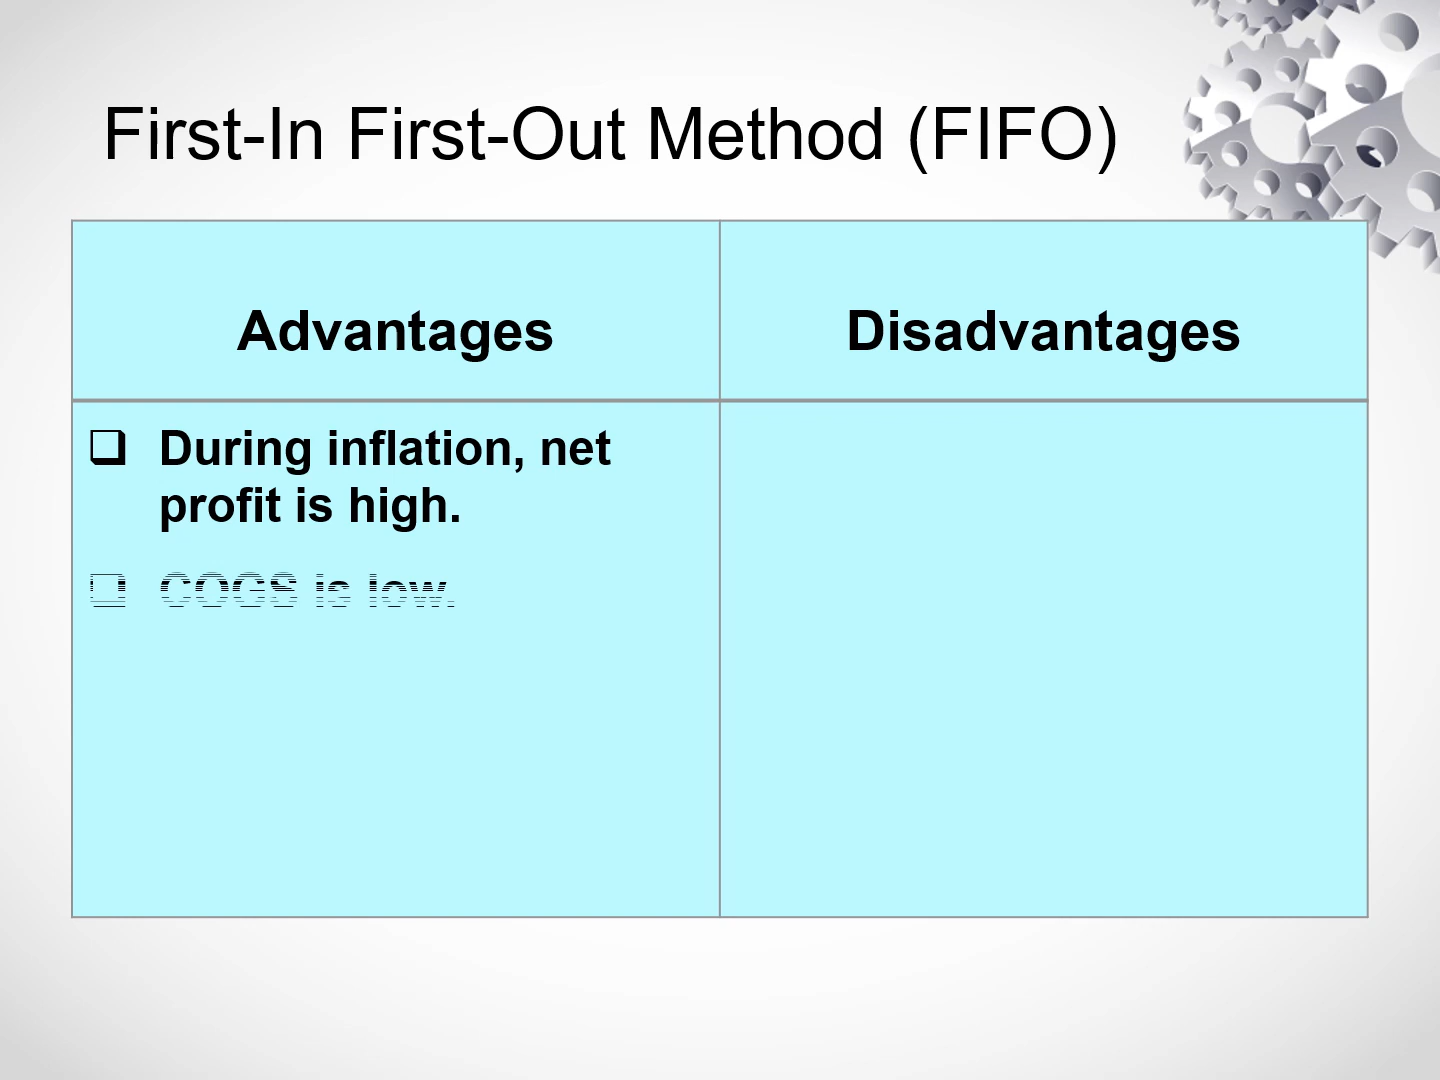 First-In First-Out Method (FIFO)
Advantages
Disadvantages
❑ During inflation, net
profit is high.
❑ COGS is low.